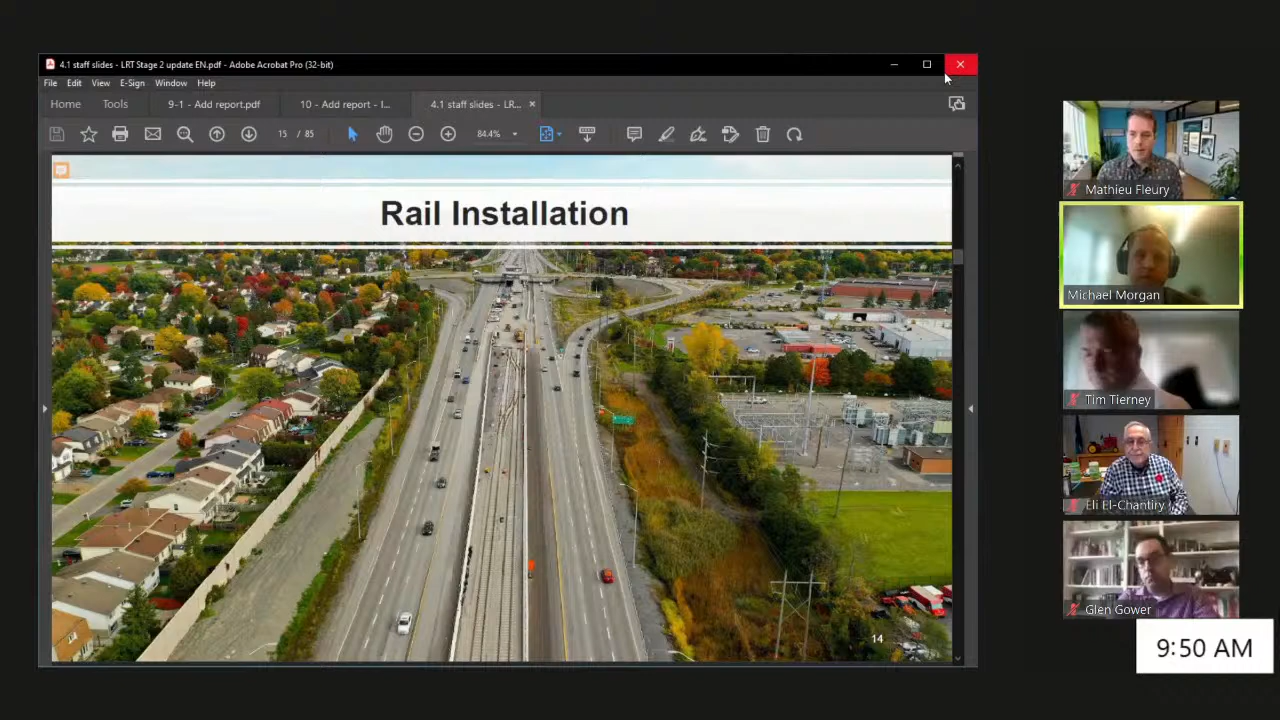 4.1 staff slides - LRT Stage 2 update EN.pdf - Adobe Acrobat Pro (32-bit)
File Edit View E-Sign Window Help
Home Tools 9-1 - Add report.pdf 10 - Add report - I... 4.1 staff slides - LR...
15 / 85 84.4%
Rail Installation
14
Mathieu Fleury
Michael Morgan
Tim Tierney
Eli El-Chantiry
Glen Gower
9:50 AM